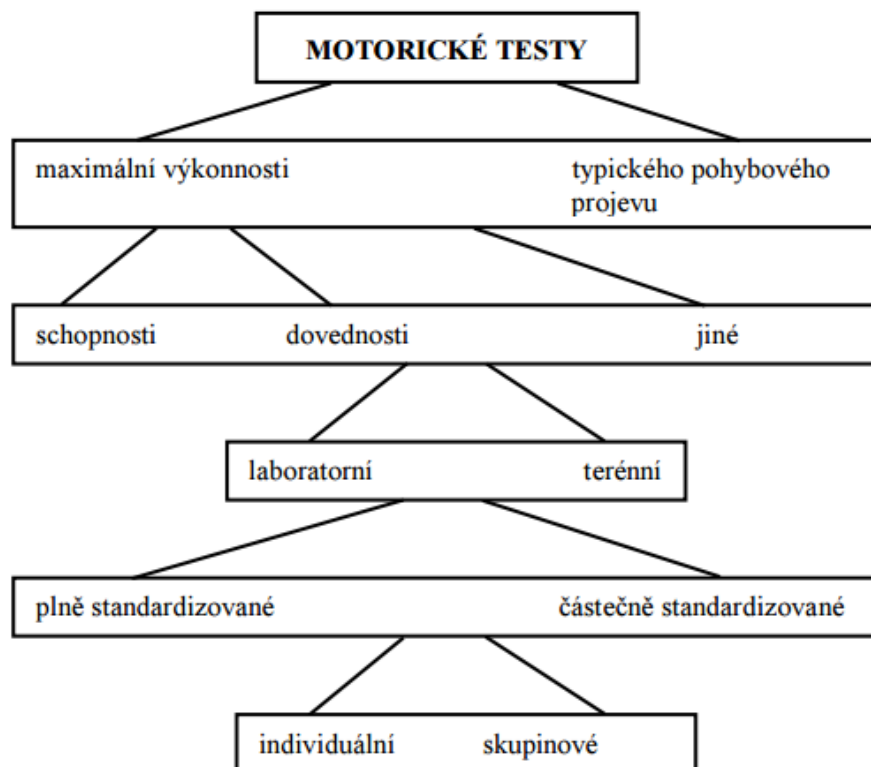 MOTORICKÉ TESTY
maximální výkonnosti typického pohybového
projevu
schopnosti dovednosti jiné
laboratorní terénní
plně standardizované částečně standardizované
individuální skupinové